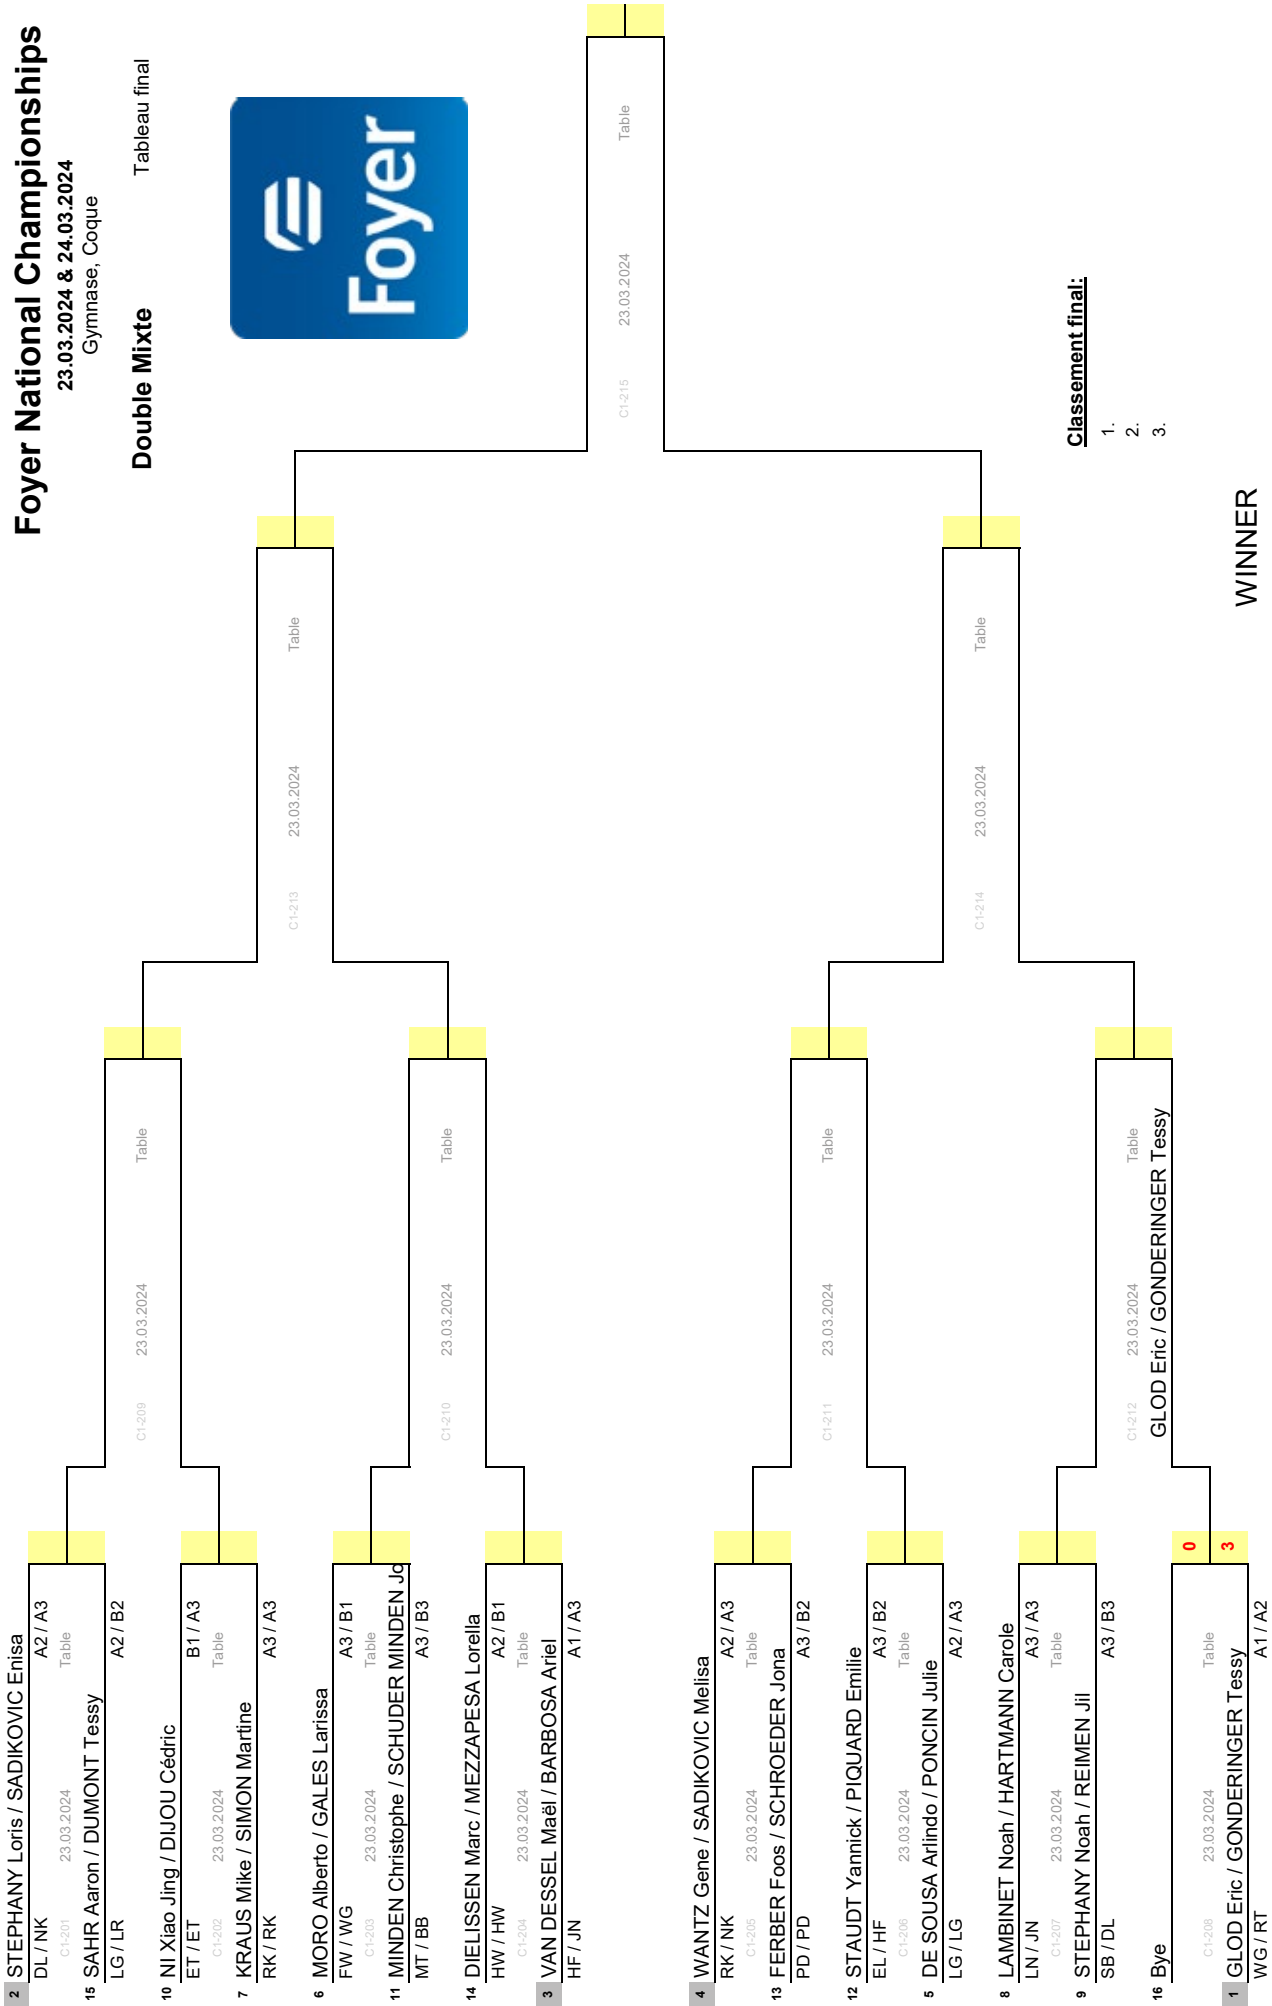 Foyer National Championships
23.03.2024 & 24.03.2024
Gymnase, Coque
Double Mixte
Tableau final
Foyer
2 STEPHANY Loris / SADIKOVIC Enisa
DL / NK A2 / A3
C1-201 23.03.2024 Table
15 SAHR Aaron / DUMONT Tessy
LG / LR A2 / B2
C1-209 23.03.2024 Table
10 NI Xiao Jing / DIJOU Cédric
ET / ET B1 / A3
C1-202 23.03.2024 Table
7 KRAUS Mike / SIMON Martine
RK / RK A3 / A3
C1-213 23.03.2024 Table
6 MORO Alberto / GALES Larissa
FW / WG A3 / B1
C1-203 23.03.2024 Table
11 MINDEN Christophe / SCHUDER MINDEN Jo
MT / BB A3 / B3
C1-210 23.03.2024 Table
14 DIELISSEN Marc / MEZZAPESA Lorella
HW / HW A2 / B1
C1-204 23.03.2024 Table
3 VAN DESSEL Maël / BARBOSA Ariel
HF / JN A1 / A3
C1-215 23.03.2024 Table
4 WANTZ Gene / SADIKOVIC Melisa
RK / NK A2 / A3
C1-205 23.03.2024 Table
13 FERBER Foos / SCHROEDER Jona
PD / PD A3 / B2
C1-211 23.03.2024 Table
12 STAUDT Yannick / PIQUARD Emilie
EL / HF A3 / B2
C1-206 23.03.2024 Table
5 DE SOUSA Arlindo / PONCIN Julie
LG / LG A2 / A3
C1-214 23.03.2024 Table
8 LAMBINET Noah / HARTMANN Carole
LN / JN A3 / A3
C1-207 23.03.2024 Table
9 STEPHANY Noah / REIMEN Jil
SB / DL A3 / B3
C1-212 23.03.2024 Table
16 Bye
GLOD Eric / GONDERINGER Tessy
0
C1-208 23.03.2024 Table
3
1 GLOD Eric / GONDERINGER Tessy
WG / RT A1 / A2
Classement final:
1.
2.
3.
WINNER